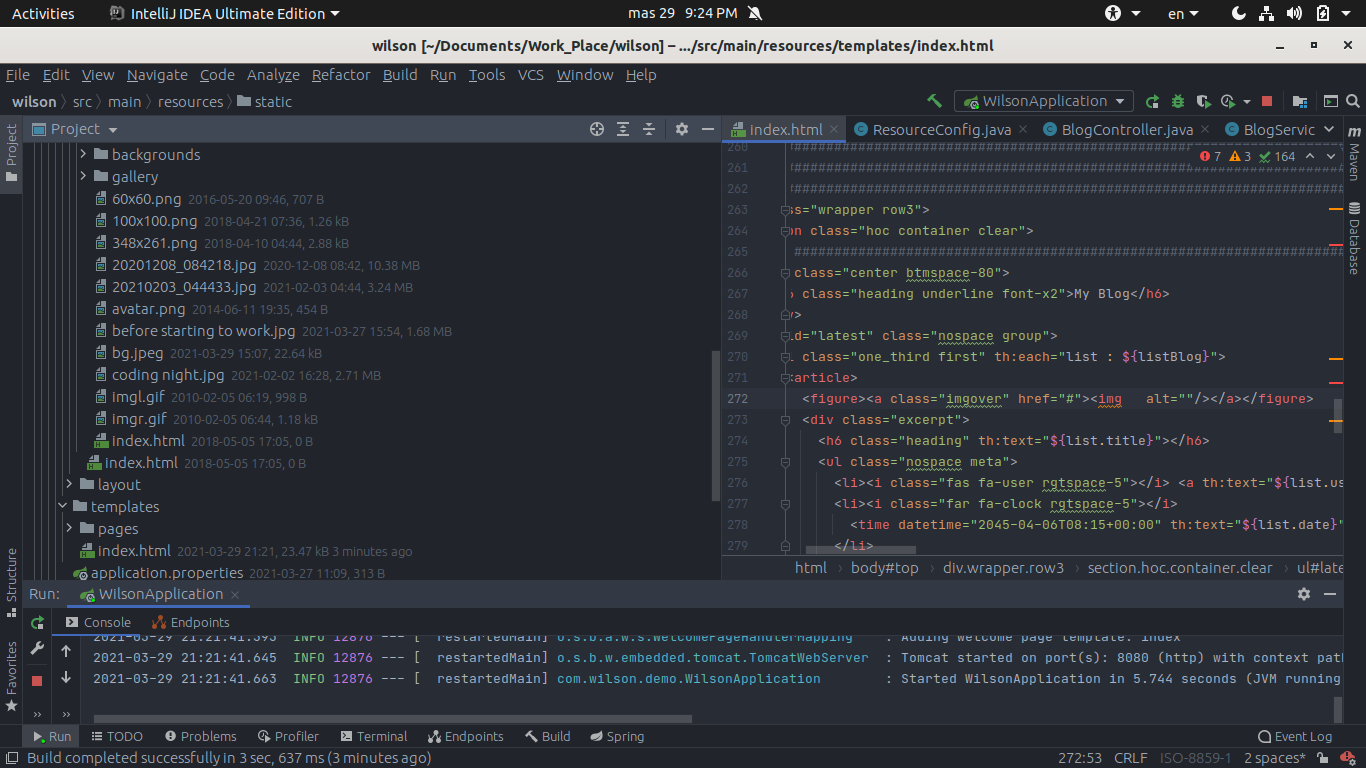 Activities IntelliJ IDEA Ultimate Edition mas 29 9:24 PM en
wilson [~/Documents/Work_Place/wilson] – .../src/main/resources/templates/index.html
File Edit View Navigate Code Analyze Refactor Build Run Tools VCS Window Help
wilson src main resources static WilsonApplication
Project
Project
index.html ResourceConfig.java BlogController.java BlogServic
Maven
Database
backgrounds
gallery
60x60.png 2016-05-20 09:46, 707 B
100x100.png 2018-04-21 07:36, 1.26 kB
348x261.png 2018-04-10 04:44, 2.88 kB
20201208_084218.jpg 2020-12-08 08:42, 10.38 MB
20210203_044433.jpg 2021-02-03 04:44, 3.24 MB
avatar.png 2014-06-11 19:35, 454 B
before starting to work.jpg 2021-03-27 15:54, 1.68 MB
bg.jpeg 2021-03-29 15:07, 22.64 kB
coding night.jpg 2021-02-02 16:28, 2.71 MB
imgl.gif 2010-02-05 06:19, 998 B
imgr.gif 2010-02-05 06:44, 1.18 kB
index.html 2018-05-05 17:05, 0 B
index.html 2018-05-05 17:05, 0 B
layout
templates
pages
index.html 2021-03-29 21:21, 23.47 kB 3 minutes ago
application.properties 2021-03-27 11:09, 313 B
7 3 164
260
261
262
263 ss="wrapper row3">
264 on class="hoc container clear">
265
266 class="center btmspace-80">
267 class="heading underline font-x2">My Blog</h6>
268 >
269 id="latest" class="nospace group">
270 class="one_third first" th:each="list : ${listBlog}">
271 <article>
272 <figure><a class="imgover" href="#"><img alt=""/></a></figure>
273 <div class="excerpt">
274 <h6 class="heading" th:text="${list.title}"></h6>
275 <ul class="nospace meta">
276 <li><i class="fas fa-user rgtspace-5"></i> <a th:text="${list.us
277 <li><i class="far fa-clock rgtspace-5"></i>
278 <time datetime="2045-04-06T08:15+00:00" th:text="${list.date}"
279 </li>
html body#top div.wrapper.row3 section.hoc.container.clear ul#late
Structure
Favorites
Run: WilsonApplication
Console Endpoints
2021-03-29 21:21:41.593 INFO 12876 --- [ restartedMain] o.s.b.a.w.s.WelcomePageHandlerMapping : Adding welcome page template: index
2021-03-29 21:21:41.645 INFO 12876 --- [ restartedMain] o.s.b.w.embedded.tomcat.TomcatWebServer : Tomcat started on port(s): 8080 (http) with context pat
2021-03-29 21:21:41.663 INFO 12876 --- [ restartedMain] com.wilson.demo.WilsonApplication : Started WilsonApplication in 5.744 seconds (JVM running
Run TODO Problems Profiler Terminal Endpoints Build Spring Event Log
Build completed successfully in 3 sec, 637 ms (3 minutes ago) 272:53 CRLF ISO-8859-1 2 spaces*